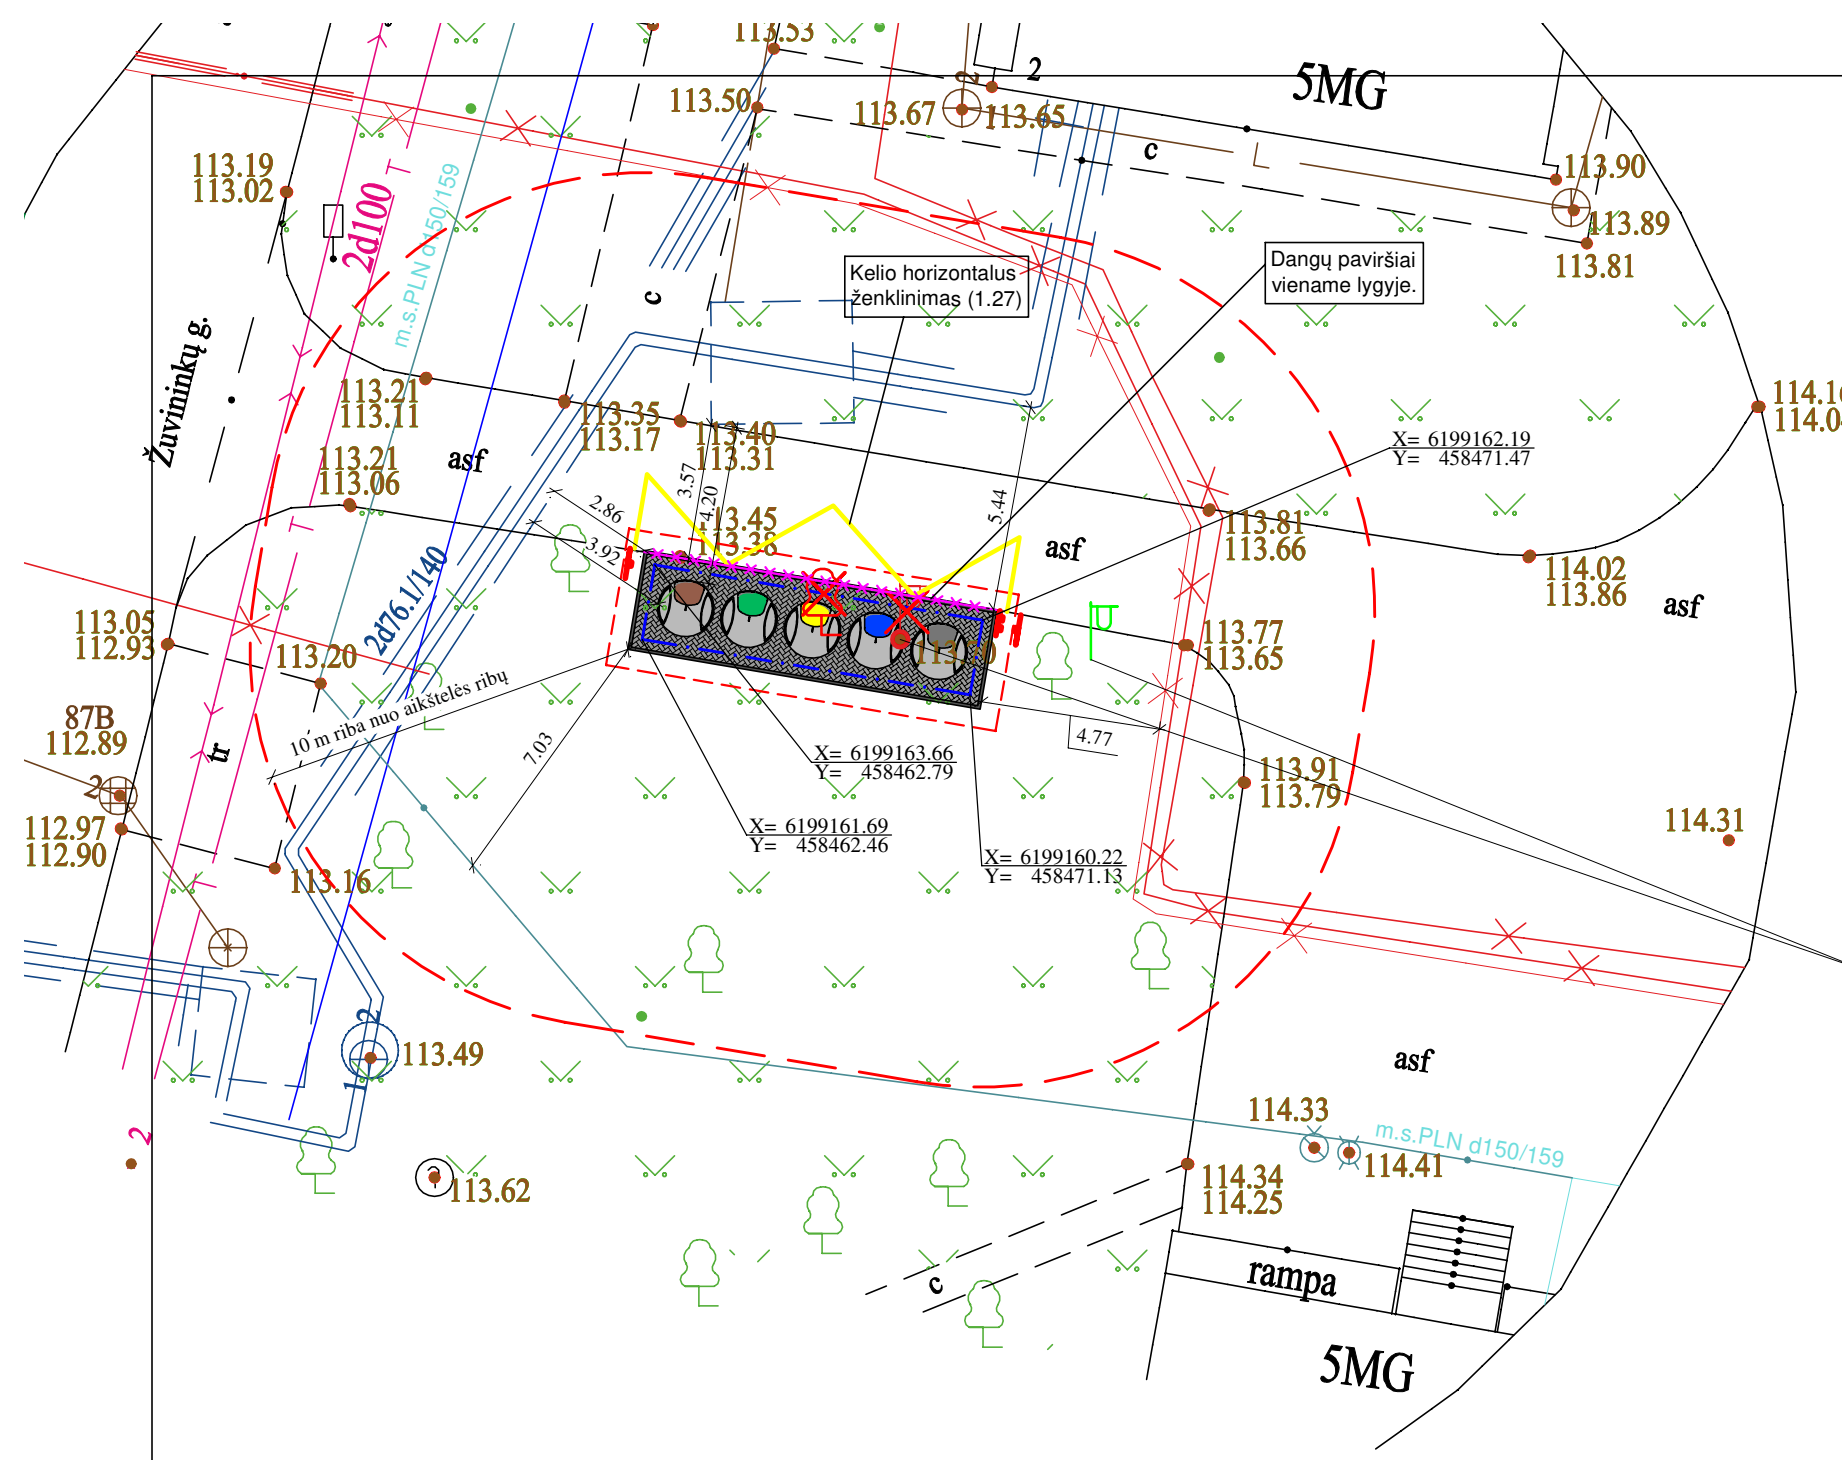 113.53
2
2
5MG
113.50
113.67
113.65
c
113.90
113.19
113.02
113.89
113.81
2d100
T
m.s.PLN d150/159
Kelio horizontalus
ženklinimas (1.27)
Dangų paviršiai
viename lygyje.
c
Žuvininkų g.
113.21
113.11
113.35
113.17
113.40
113.31
X= 6199162.19
Y= 458471.47
asf
113.21
113.06
3.57
4.20
5.44
2.86
3.92
113.45
113.38
asf
113.81
113.66
114.02
113.86
asf
T
2d76.1/140
113.05
112.93
113.20
113.77
113.65
10 m riba nuo aikštelės ribų
87B
112.89
tr
7.03
4.77
X= 6199163.66
Y= 458462.79
113.91
113.79
2
112.97
112.90
X= 6199161.69
Y= 458462.46
X= 6199160.22
Y= 458471.13
114.31
113.16
T
2
113.49
1
asf
114.33
m.s.PLN d150/159
114.41
2
113.62
114.34
114.25
c
rampa
5MG